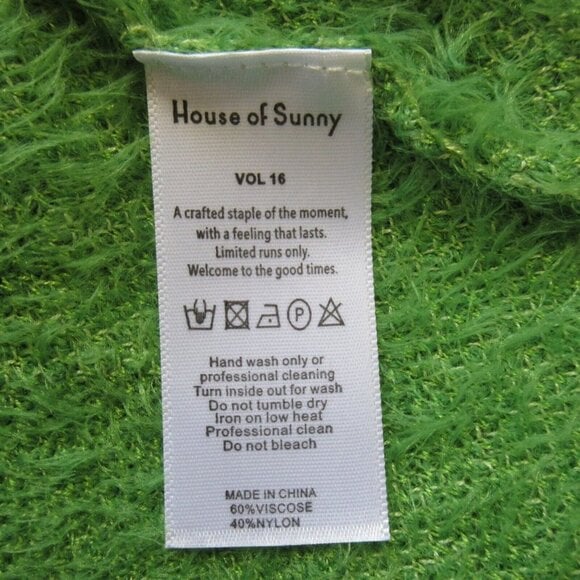 House of Sunny
VOL 16
A crafted staple of the moment,
with a feeling that lasts.
Limited runs only.
Welcome to the good times.
P
Hand wash only or
professional cleaning
Turn inside out for wash
Do not tumble dry
Iron on low heat
Professional clean
Do not bleach
MADE IN CHINA
60%VISCOSE
40%NYLON